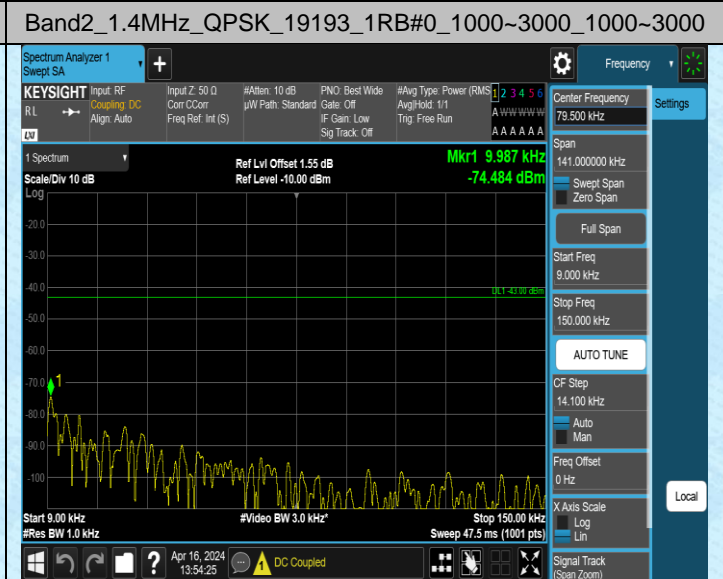 Band2_1.4MHz_QPSK_19193_1RB#0_1000~3000_1000~3000
Spectrum Analyzer 1
Swept SA
Frequency
KEYSIGHT
RL
LXI
Input: RF
Coupling: DC
Align: Auto
Input Z: 50 Ω
Corr CCorr
Freq Ref: Int (S)
#Atten: 10 dB
µW Path: Standard
PNO: Best Wide
Gate: Off
IF Gain: Low
Sig Track: Off
#Avg Type: Power (RMS
Avg|Hold: 1/1
Trig: Free Run
1 2 3 4 5 6
A W W W W W
A A A A A A
1 Spectrum
Scale/Div 10 dB
Log
Ref Lvl Offset 1.55 dB
Ref Level -10.00 dBm
Mkr1 9.987 kHz
-74.484 dBm
-20.0
-30.0
-40.0
DL1 -43.00 dBm
-50.0
-60.0
-70.0
1
-80.0
-90.0
-100
Start 9.00 kHz
#Res BW 1.0 kHz
#Video BW 3.0 kHz*
Stop 150.00 kHz
Sweep 47.5 ms (1001 pts)
Center Frequency
79.500 kHz
Settings
Span
141.000000 kHz
Swept Span
Zero Span
Full Span
Start Freq
9.000 kHz
Stop Freq
150.000 kHz
AUTO TUNE
CF Step
14.100 kHz
Auto
Man
Freq Offset
0 Hz
X Axis Scale
Log
Lin
Local
Signal Track
(Span Zoom)
?
Apr 16, 2024
13:54:25
DC Coupled